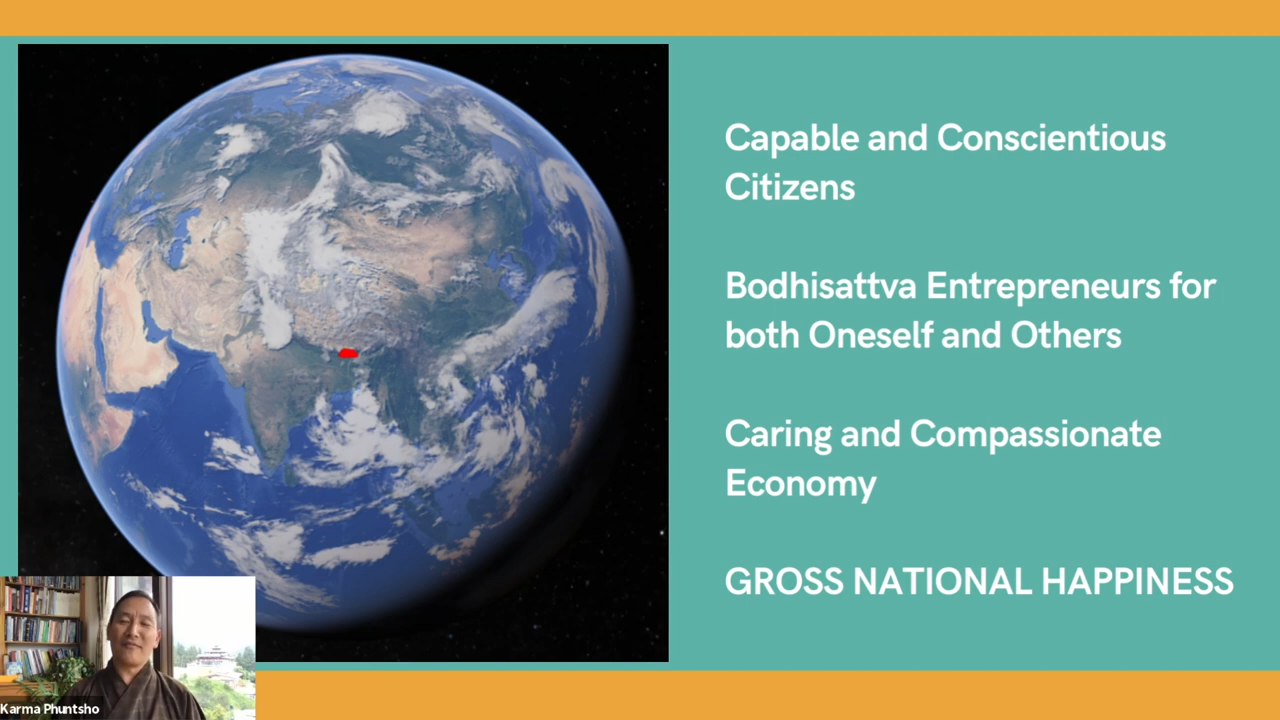 Capable and Conscientious
Citizens
Bodhisattva Entrepreneurs for
both Oneself and Others
Caring and Compassionate
Economy
GROSS NATIONAL HAPPINESS
Karma Phuntsho